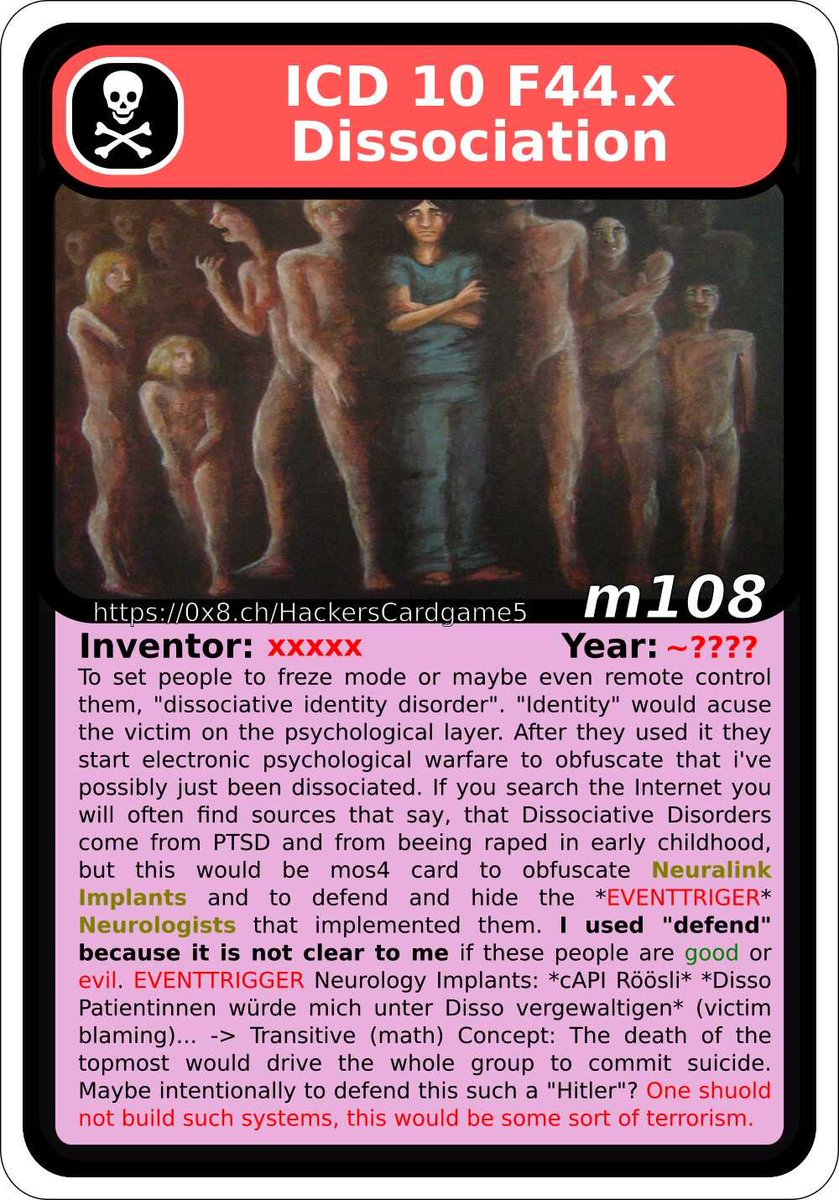 ICD 10 F44.x
Dissociation
https://0x8.ch/HackersCardgame5
m108
Inventor: xxxxx Year: ~????
To set people to freze mode or maybe even remote control
them, "dissociative identity disorder". "Identity" would acuse
the victim on the psychological layer. After they used it they
start electronic psychological warfare to obfuscate that i've
possibly just been dissociated. If you search the Internet you
will often find sources that say, that Dissociative Disorders
come from PTSD and from beeing raped in early childhood,
but this would be mos4 card to obfuscate Neuralink
Implants and to defend and hide the *EVENTTRIGER*
Neurologists that implemented them. I used "defend"
because it is not clear to me if these people are good or
evil. EVENTTRIGGER Neurology Implants: *cAPI Röösli* *Disso
Patientinnen würde mich unter Disso vergewaltigen* (victim
blaming)... -> Transitive (math) Concept: The death of the
topmost would drive the whole group to commit suicide.
Maybe intentionally to defend this such a "Hitler"? One shuold
not build such systems, this would be some sort of terrorism.